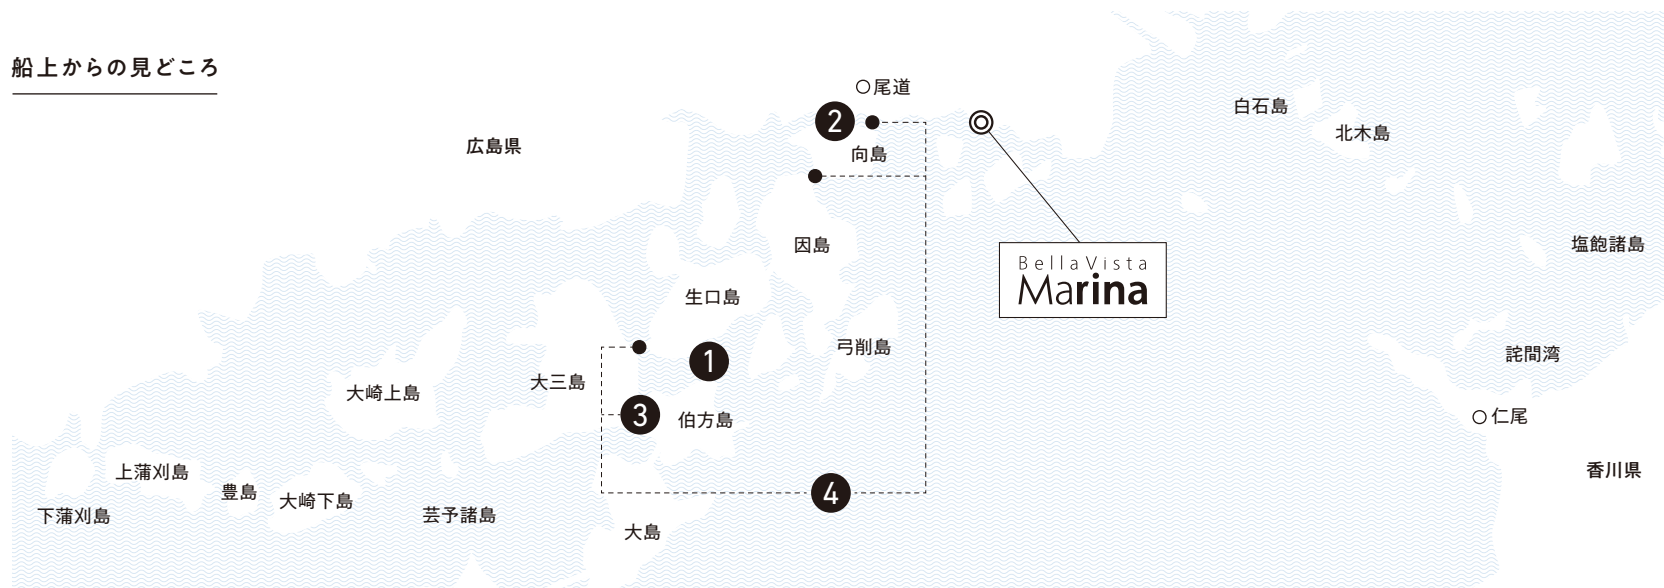 船上からの見どころ
尾道
2
白石島
北木島
広島県
向島
因島
塩飽諸島
BellaVista
Marina
生口島
弓削島
詫間湾
1
大三島
大崎上島
3
伯方島
仁尾
上蒲刈島
香川県
豊島
大崎下島
4
下蒲刈島
芸予諸島
大島